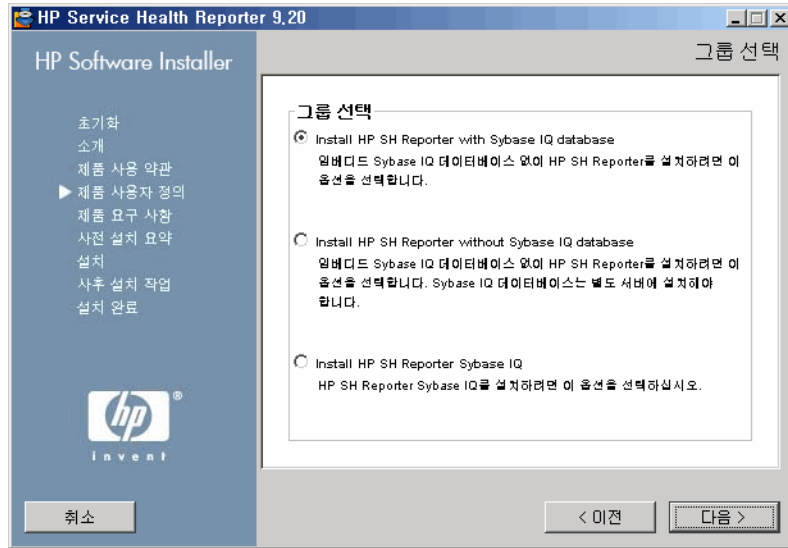 HP Service Health Reporter 9,20
HP Software Installer
그룹 선택
초기화
소개
제품 사용 약관
제품 사용자 정의
제품 요구 사항
사전 설치 요약
설치
사후 설치 작업
설치 완료
hp
®
invent
그룹 선택
Install HP SH Reporter with Sybase IQ database
임베디드 Sybase IQ 데이터베이스 없이 HP SH Reporter를 설치하려면 이
옵션을 선택합니다.
Install HP SH Reporter without Sybase IQ database
임베디드 Sybase IQ 데이터베이스 없이 HP SH Reporter를 설치하려면 이
옵션을 선택합니다. Sybase IQ 데이터베이스는 별도 서버에 설치해야
합니다.
Install HP SH Reporter Sybase IQ
HP SH Reporter Sybase IQ를 설치하려면 이 옵션을 선택하십시오.
취소
< 이전
다음 >